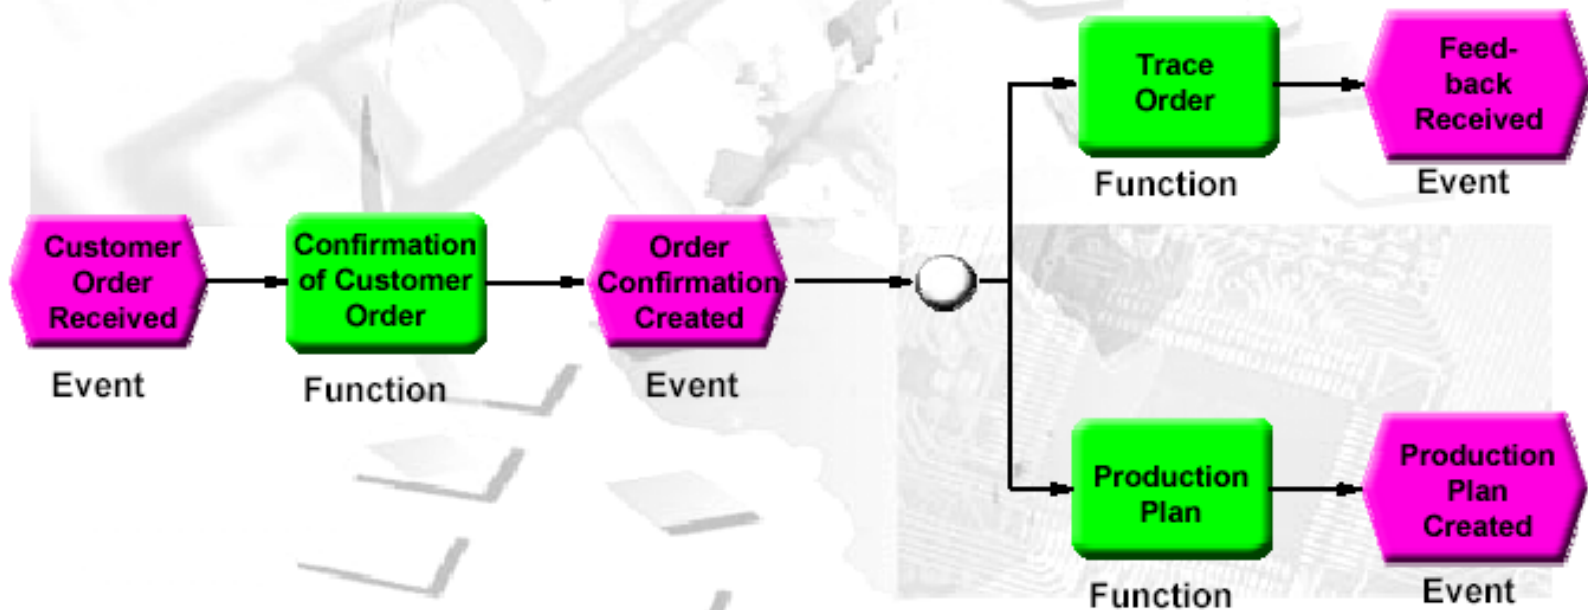 Customer
Order
Received
Event
Confirmation
of Customer
Order
Function
Order
Confirmation
Created
Event
Trace
Order
Function
Feed-
back
Received
Event
Production
Plan
Function
Production
Plan
Created
Event